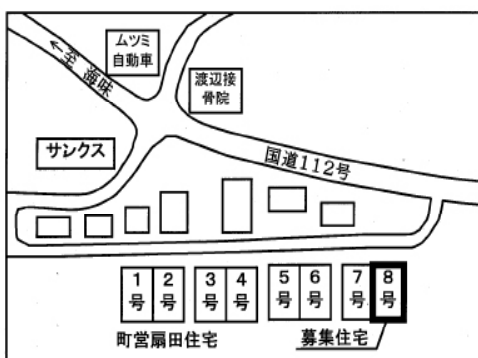 ムツミ
自動車
←至 海味
渡辺接
骨院
サンクス
国道112号
1号
2号
3号
4号
5号
6号
7号
8号
町営扇田住宅
募集住宅